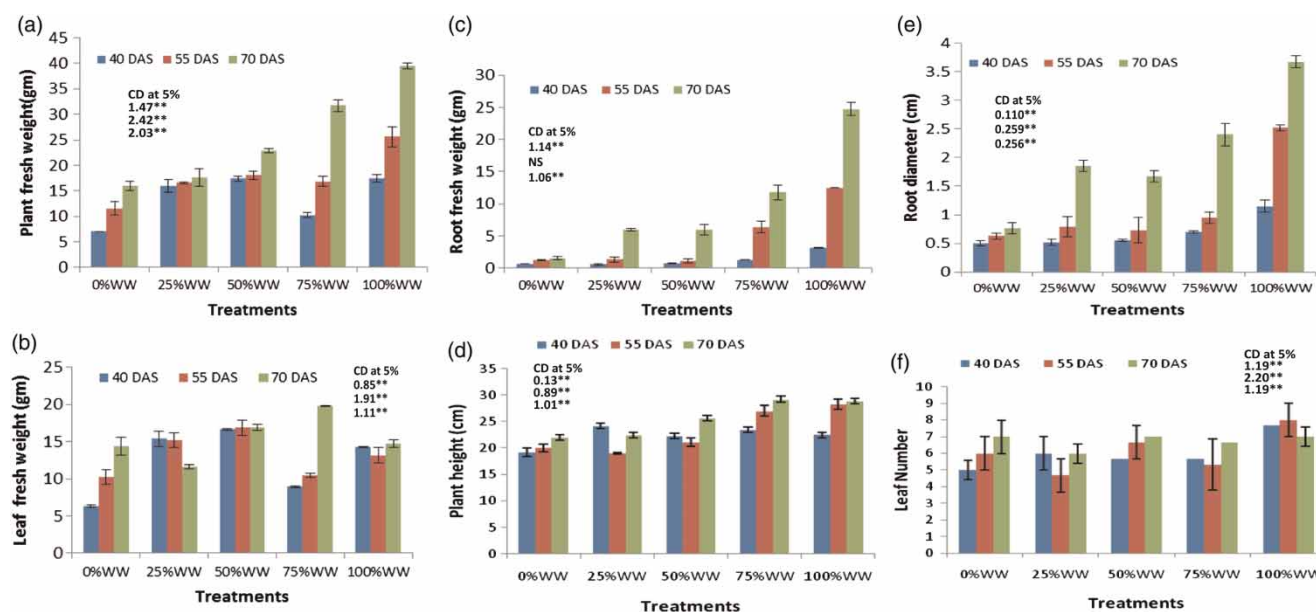 (a)
40 DAS 55 DAS 70 DAS
45
40
35
30
25
20
15
10
5
0
Plant fresh weight(gm)
CD at 5%
1.47**
2.42**
2.03**
0%WW 25%WW 50%WW 75%WW 100%WW
Treatments
(c)
40 DAS 55 DAS 70 DAS
30
25
20
15
10
5
0
Root fresh weight (gm)
CD at 5%
1.14**
NS
1.06**
0%WW 25%WW 50%WW 75%WW 100%WW
Treatments
(e)
40 DAS 55 DAS 70 DAS
4
3.5
3
2.5
2
1.5
1
0.5
0
Root diameter (cm)
CD at 5%
0.110**
0.259**
0.256**
0%WW 25%WW 50%WW 75%WW 100%WW
Treatments
(b)
40 DAS 55 DAS 70 DAS
25
20
15
10
5
0
Leaf fresh weight (gm)
CD at 5%
0.85**
1.91**
1.11**
0%WW 25%WW 50%WW 75%WW 100%WW
Treatments
(d)
40 DAS 55 DAS 70 DAS
35
30
25
20
15
10
5
0
Plant height (cm)
CD at 5%
0.13**
0.89**
1.01**
0%WW 25%WW 50%WW 75%WW 100%WW
Treatments
(f)
40 DAS 55 DAS 70 DAS
10
9
8
7
6
5
4
3
2
1
0
Leaf Number
CD at 5%
1.19**
2.20**
1.19**
0%WW 25%WW 50%WW 75%WW 100%WW
Treatments